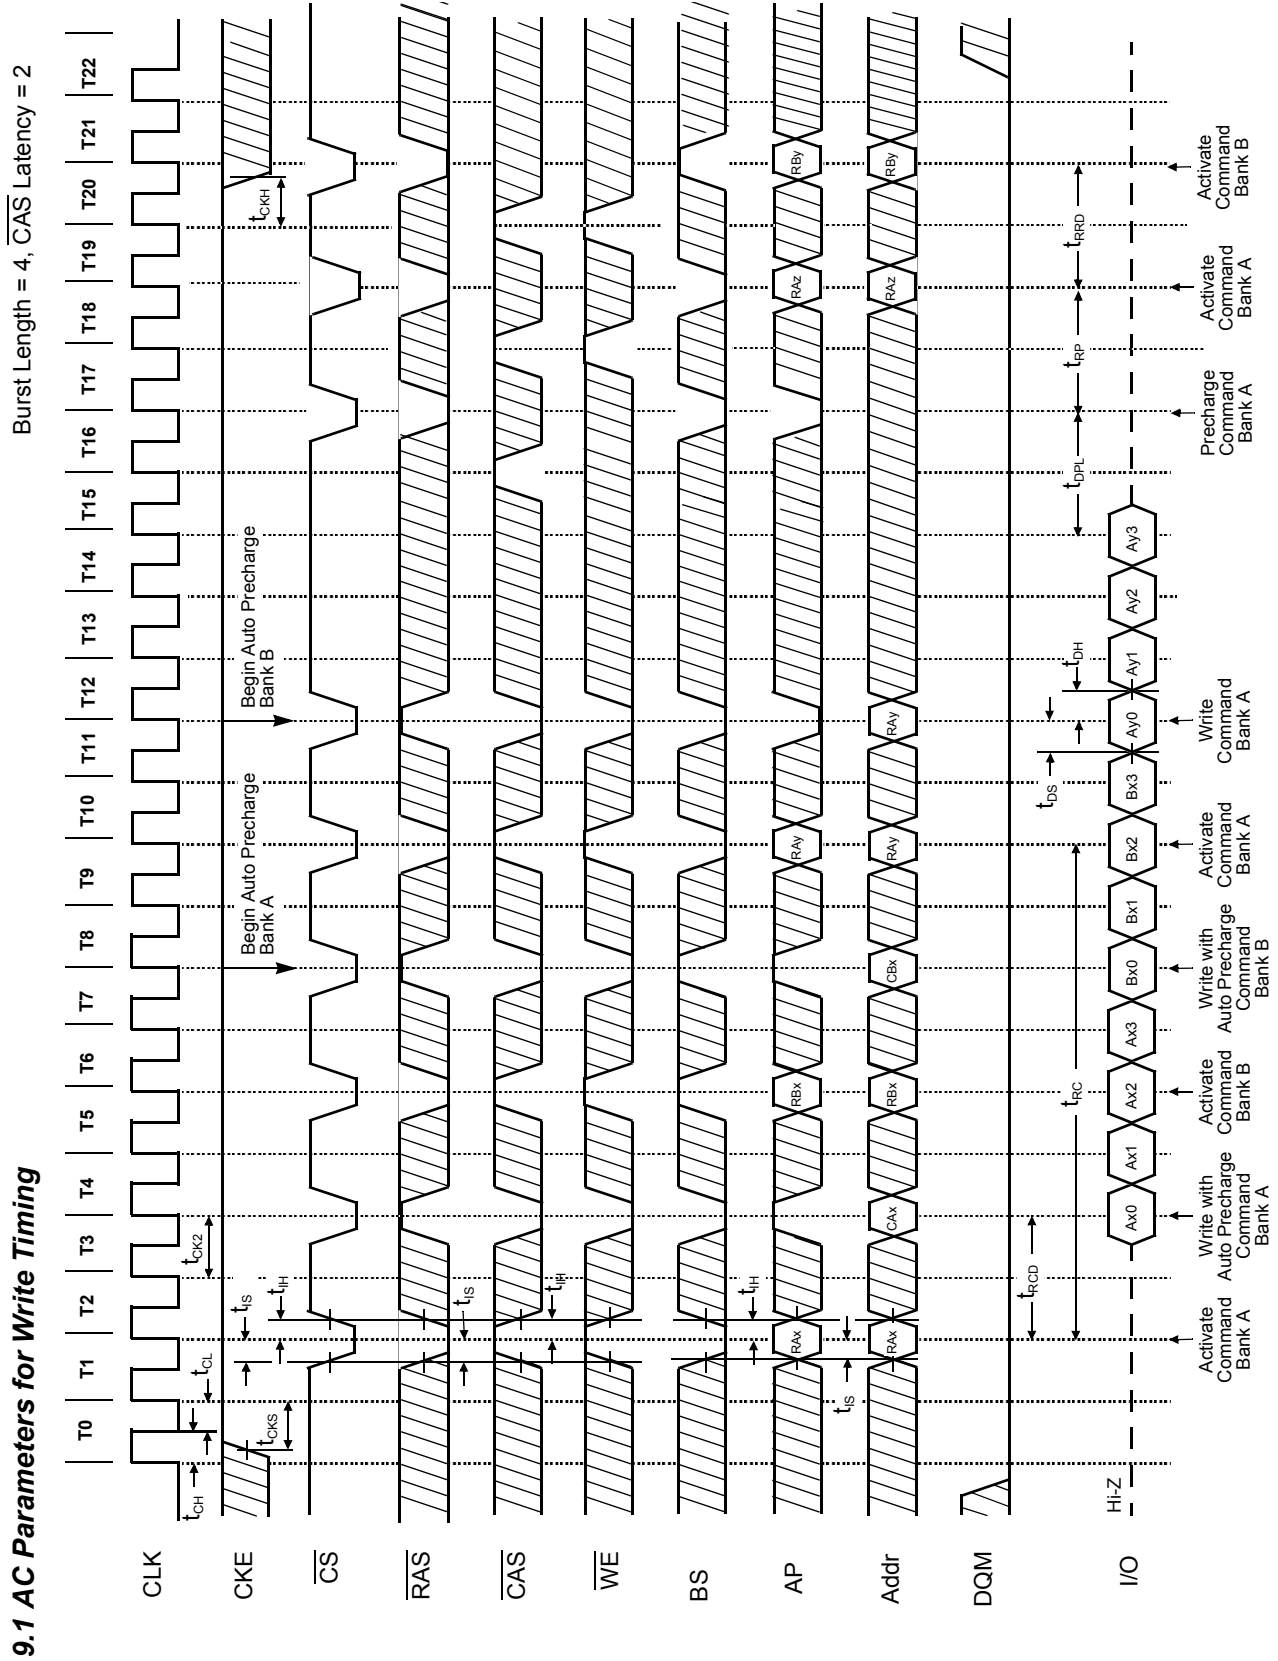 9.1 AC Parameters for Write Timing
Burst Length = 4, CAS Latency = 2
T0 T1 T2 T3 T4 T5 T6 T7 T8 T9 T10 T11 T12 T13 T14 T15 T16 T17 T18 T19 T20 T21 T22
CLK
tCH
tCL
tCK2
CKE
tCKS
tIS
tIH
Begin Auto Precharge
Bank A
Begin Auto Precharge
Bank B
tCKH
CS
RAS
tIS
CAS
tIH
WE
BS
tIH
AP
RAx RBx RAy RAz RBy
tIS
Addr
RAx CAx RBx CBx RAy RAy RAz RBy
DQM
tRCD
tRC
tDS
tDH
tDPL
tRP
tRRD
I/O
Hi-Z
Ax0 Ax1 Ax2 Ax3 Bx0 Bx1 Bx2 Bx3 Ay0 Ay1 Ay2 Ay3
Activate
Command
Bank A
Write with
Auto Precharge
Command
Bank A
Activate
Command
Bank B
Write with
Auto Precharge
Command
Bank B
Activate
Command
Bank A
Write
Command
Bank A
Precharge
Command
Bank A
Activate
Command
Bank A
Activate
Command
Bank B